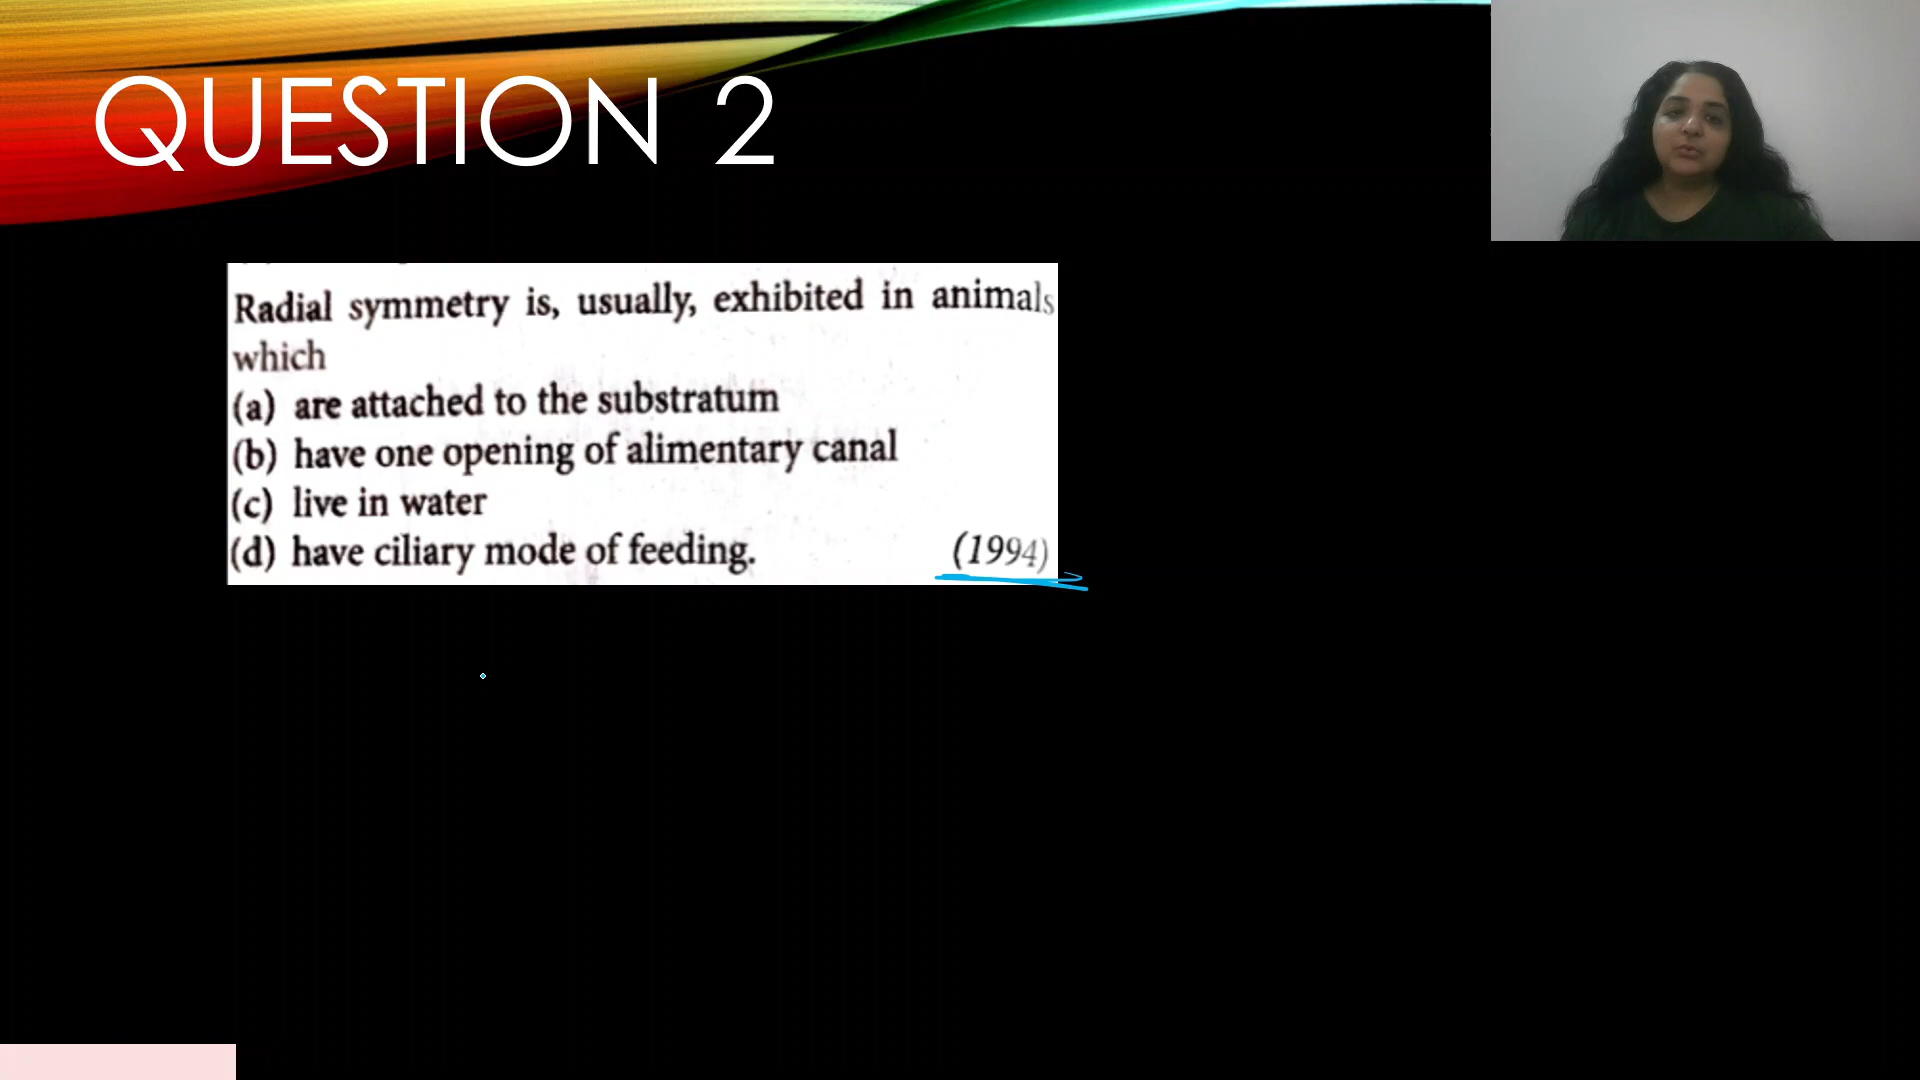 QUESTION 2
Radial symmetry is, usually, exhibited in animals
which
(a) are attached to the substratum
(b) have one opening of alimentary canal
(c) live in water
(d) have ciliary mode of feeding. (1994)